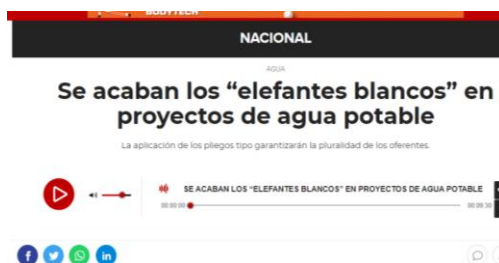 BODYTECH
NACIONAL
AGUA
Se acaban los “elefantes blancos” en
proyectos de agua potable
La aplicación de los pliegos tipo garantizarán la pluralidad de los oferentes.
SE ACABAN LOS “ELEFANTES BLANCOS” EN PROYECTOS DE AGUA POTABLE
00:00:00